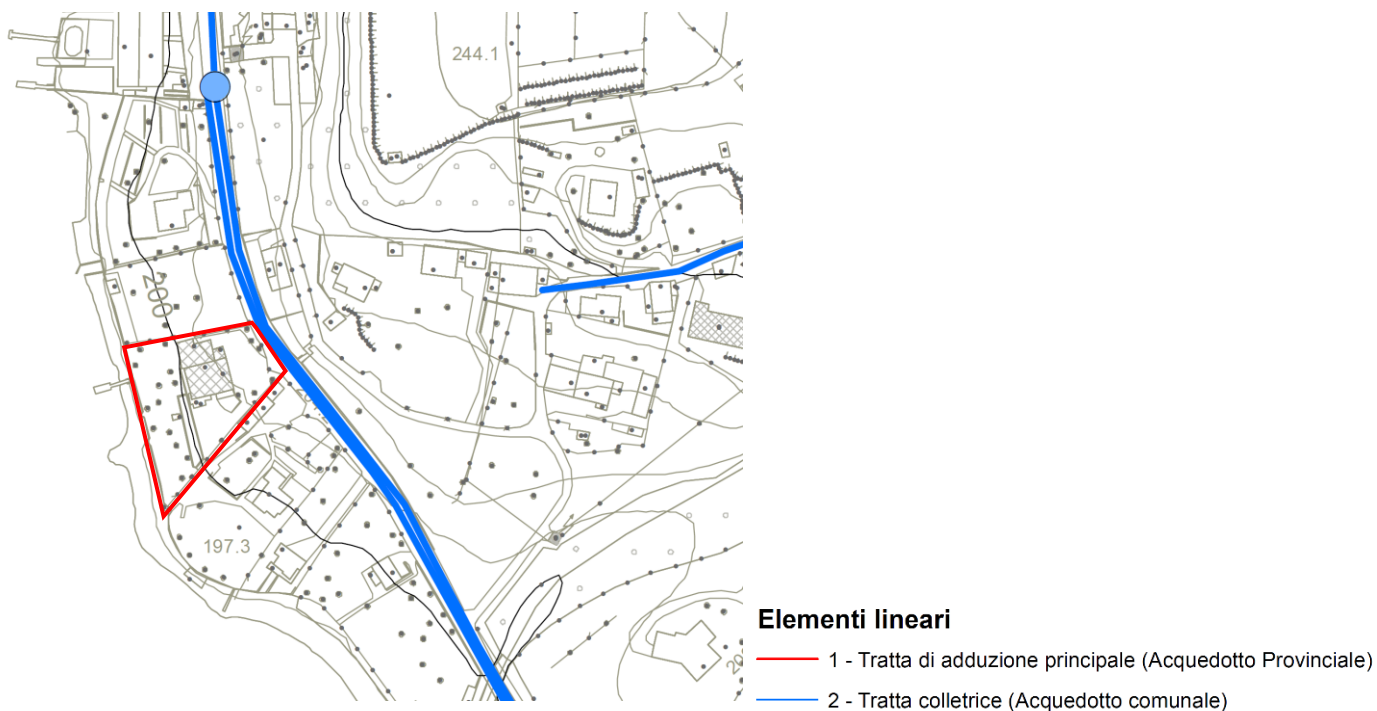 244.1
200
197.3
Elementi lineari
1 - Tratta di adduzione principale (Acquedotto Provinciale)
2 - Tratta colletrice (Acquedotto comunale)